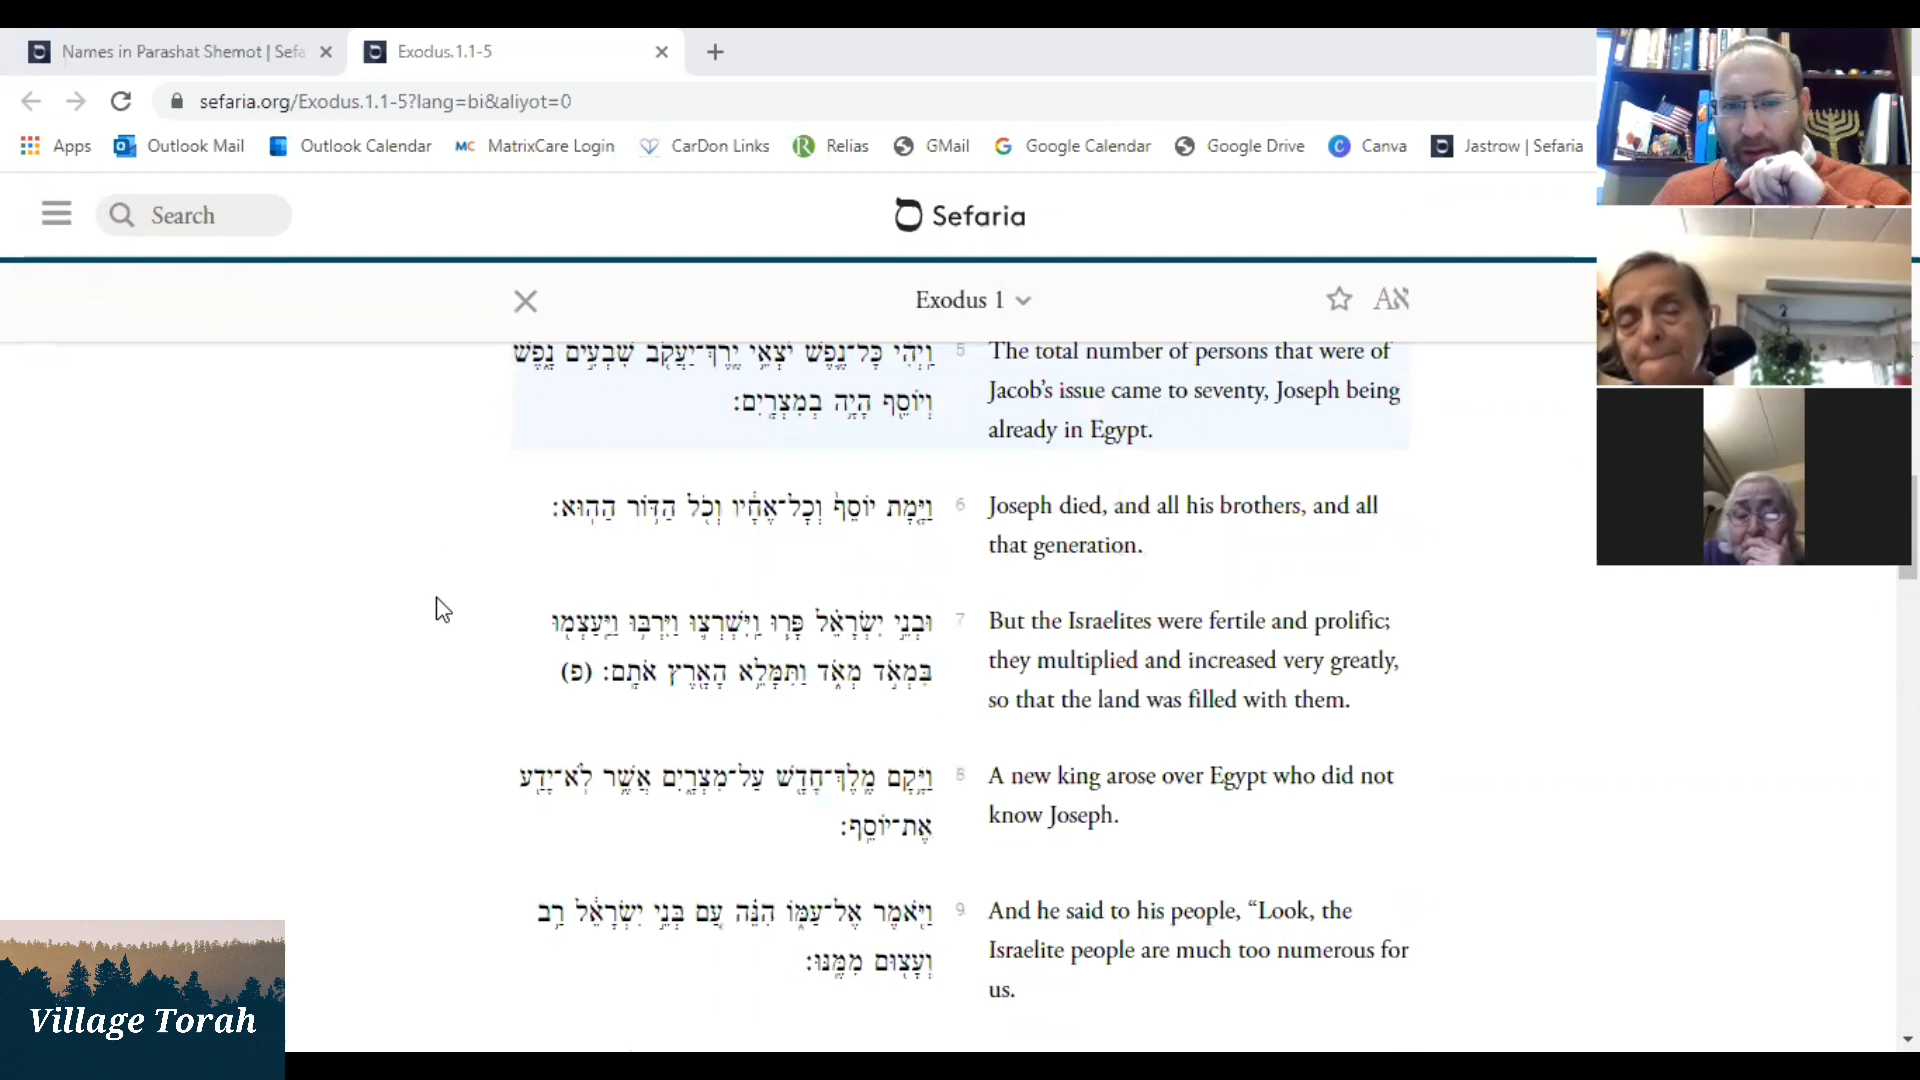 Names in Parashat Shemot | Sefa
Exodus.1.1-5
sefaria.org/Exodus.1.1-5?lang=bi&aliyot=0
Apps Outlook Mail Outlook Calendar MC MatrixCare Login CarDon Links Relias GMail Google Calendar Google Drive Canva Jastrow | Sefaria
Search
Sefaria
Exodus 1
AN
וַֽיְהִ֗י כׇּל־נֶ֛פֶשׁ יֹצְאֵ֥י יֶֽרֶךְ־יַעֲקֹ֖ב שִׁבְעִ֣ים נָ֑פֶשׁ
וְיוֹסֵ֖ף הָיָ֥ה בְמִצְרָֽיִם׃
5
The total number of persons that were of
Jacob’s issue came to seventy, Joseph being
already in Egypt.
וַיָּ֤מׇת יוֹסֵף֙ וְכׇל־אֶחָ֔יו וְכֹ֖ל הַדּ֥וֹר הַהֽוּא׃
6
Joseph died, and all his brothers, and all
that generation.
וּבְנֵ֣י יִשְׂרָאֵ֗ל פָּר֧וּ וַֽיִּשְׁרְצ֛וּ וַיִּרְבּ֥וּ וַיַּֽעַצְמ֖וּ
בִּמְאֹ֣ד מְאֹ֑ד וַתִּמָּלֵ֥א הָאָ֖רֶץ אֹתָֽם׃ (פ)
7
But the Israelites were fertile and prolific;
they multiplied and increased very greatly,
so that the land was filled with them.
וַיָּ֥קׇם מֶֽלֶךְ־חָדָ֖שׁ עַל־מִצְרָ֑יִם אֲשֶׁ֥ר לֹֽא־יָדַ֖ע
אֶת־יוֹסֵֽף׃
8
A new king arose over Egypt who did not
know Joseph.
וַיֹּ֖אמֶר אֶל־עַמּ֑וֹ הִנֵּ֗ה עַ֚ם בְּנֵ֣י יִשְׂרָאֵ֔ל רַ֥ב
וְעָצ֖וּם מִמֶּֽנּוּ׃
9
And he said to his people, “Look, the
Israelite people are much too numerous for
us.
Village Torah